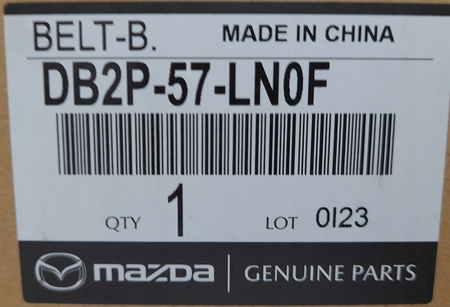 BELT-B. MADE IN CHINA
DB2P-57-LN0F
QTY 1 LOT 0I23
mazda GENUINE PARTS